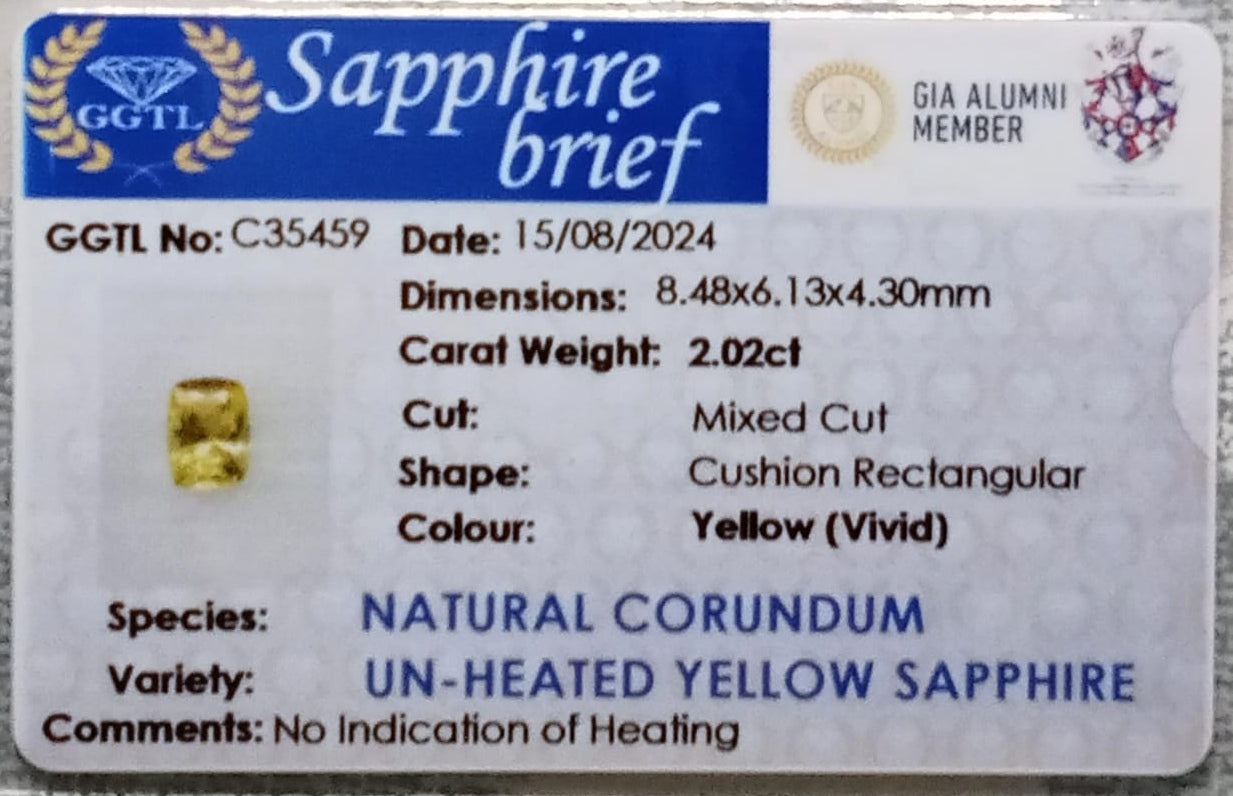 GGTL
Sapphire
brief
GIA ALUMNI
MEMBER
GGTL No: C35459
Date: 15/08/2024
Dimensions: 8.48x6.13x4.30mm
Carat Weight: 2.02ct
Cut: Mixed Cut
Shape: Cushion Rectangular
Colour: Yellow (Vivid)
Species: NATURAL CORUNDUM
Variety: UN-HEATED YELLOW SAPPHIRE
Comments: No Indication of Heating